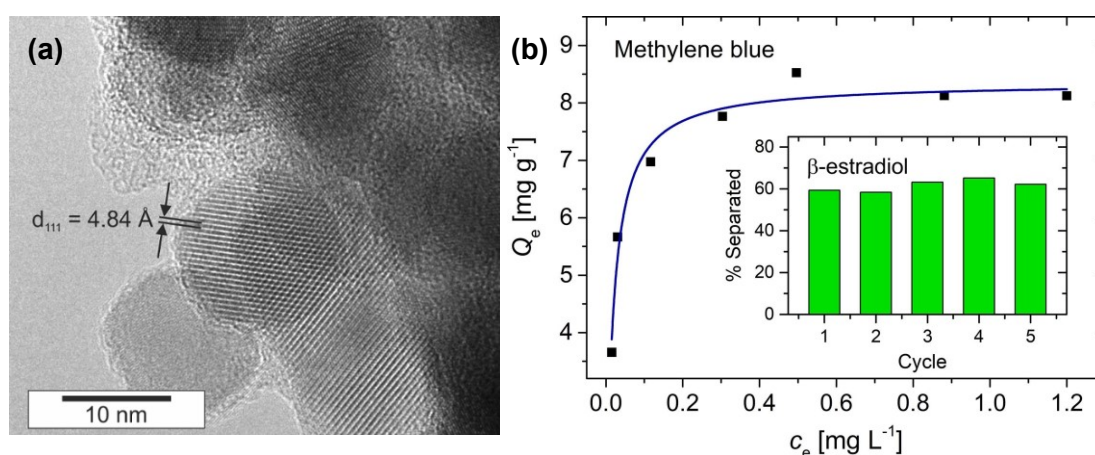 (a)
d₁₁₁ = 4.84 Å
10 nm
(b)
Methylene blue
Qₑ [mg g⁻¹]
9
8
7
6
5
4
0.0 0.2 0.4 0.6 0.8 1.0 1.2
cₑ [mg L⁻¹]
β-estradiol
% Separated
80
60
40
20
0
1 2 3 4 5
Cycle